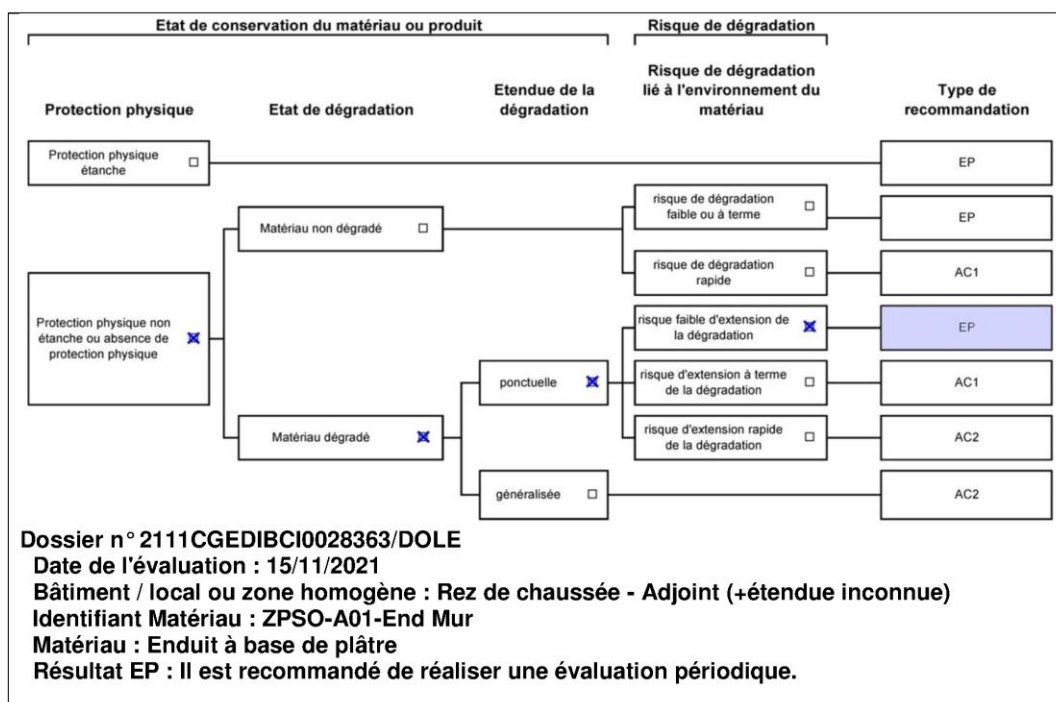 Etat de conservation du matériau ou produit
Risque de dégradation
Protection physique
Etat de dégradation
Etendue de la
dégradation
Risque de dégradation
lié à l'environnement du
matériau
Type de
recommandation
Protection physique
étanche
EP
Matériau non dégradé
risque de dégradation
faible ou à terme
EP
risque de dégradation
rapide
AC1
Protection physique non
étanche ou absence de
protection physique
risque faible d'extension de
la dégradation
EP
ponctuelle
risque d'extension à terme
de la dégradation
AC1
Matériau dégradé
risque d'extension rapide
de la dégradation
AC2
généralisée
AC2
Dossier n° 2111CGEDIBCI0028363/DOLE
Date de l'évaluation : 15/11/2021
Bâtiment / local ou zone homogène : Rez de chaussée - Adjoint (+étendue inconnue)
Identifiant Matériau : ZPSO-A01-End Mur
Matériau : Enduit à base de plâtre
Résultat EP : Il est recommandé de réaliser une évaluation périodique.